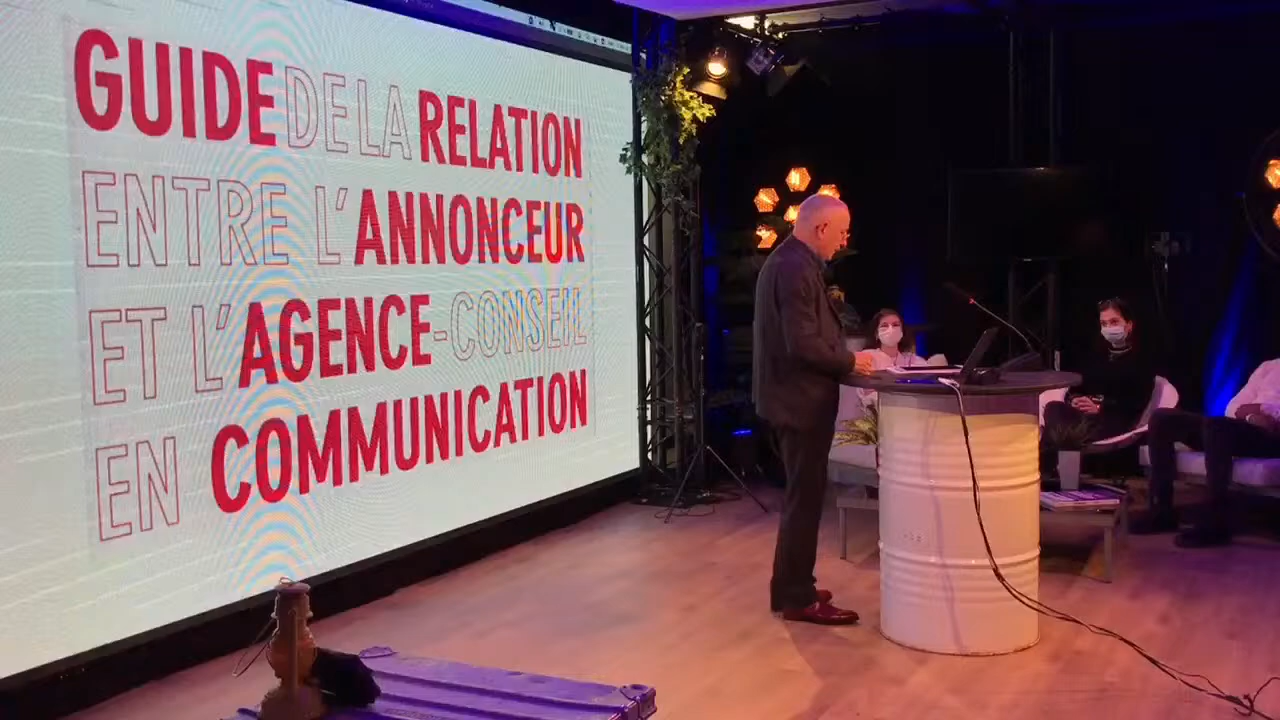 GUIDE DE LA RELATION
ENTRE L'ANNONCEUR
ET L'AGENCE-CONSEIL
EN COMMUNICATION